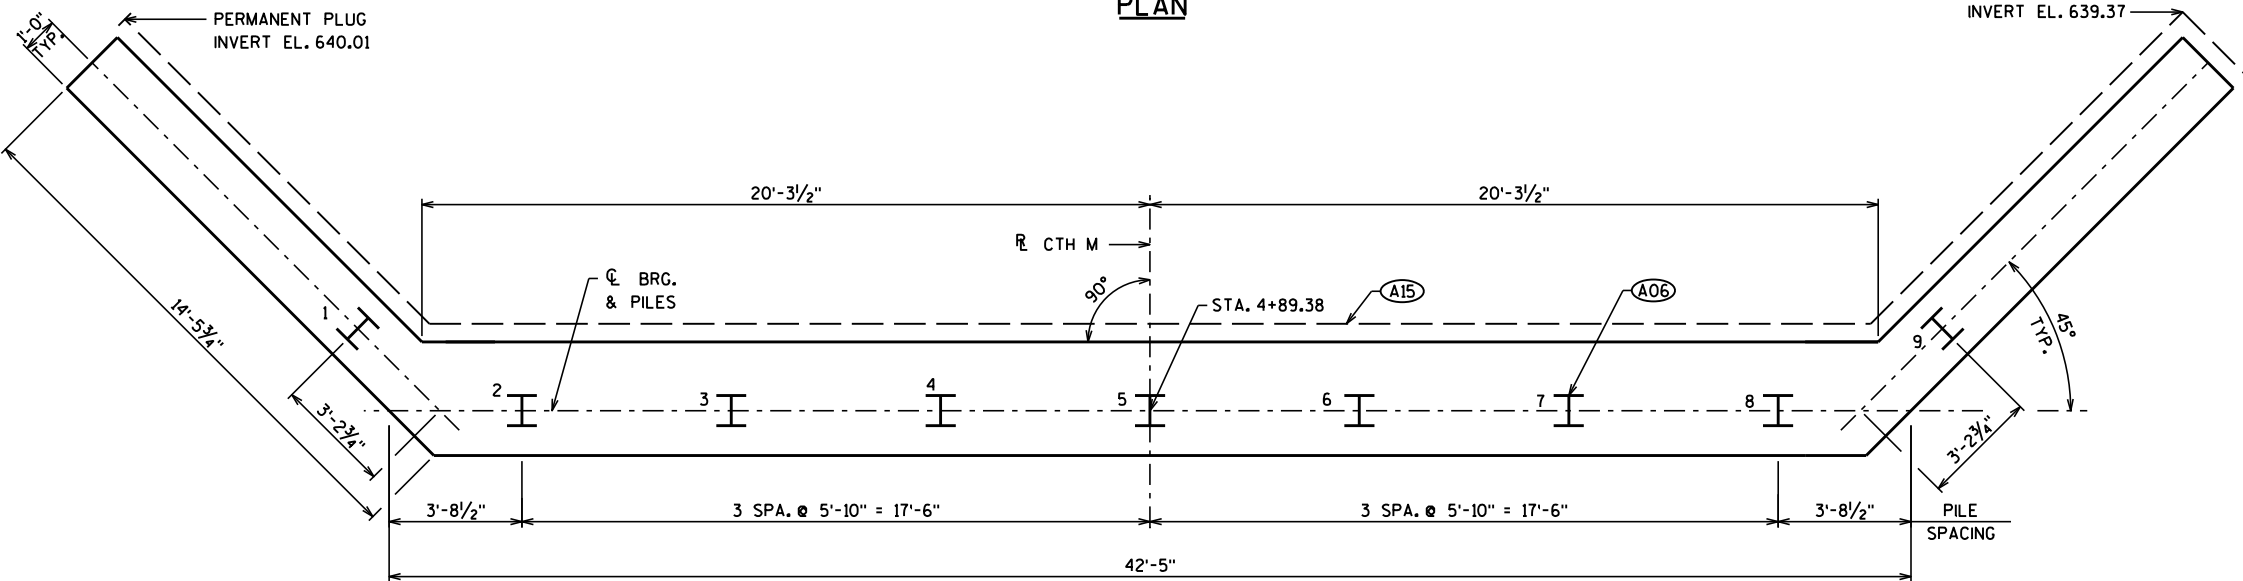 PLAN
1'-0"
TYP.
PERMANENT PLUG
INVERT EL. 640.01
INVERT EL. 639.37
20'-3½"
20'-3½"
℞ CTH M
90°
℄ BRG.
& PILES
STA. 4+89.38
A15
A06
14'-5¾"
1
2
3
4
5
6
7
8
9
45°
TYP.
3'-2¾"
3'-2¾"
3'-8½"
3 SPA. @ 5'-10" = 17'-6"
3 SPA. @ 5'-10" = 17'-6"
3'-8½"
PILE
SPACING
42'-5"